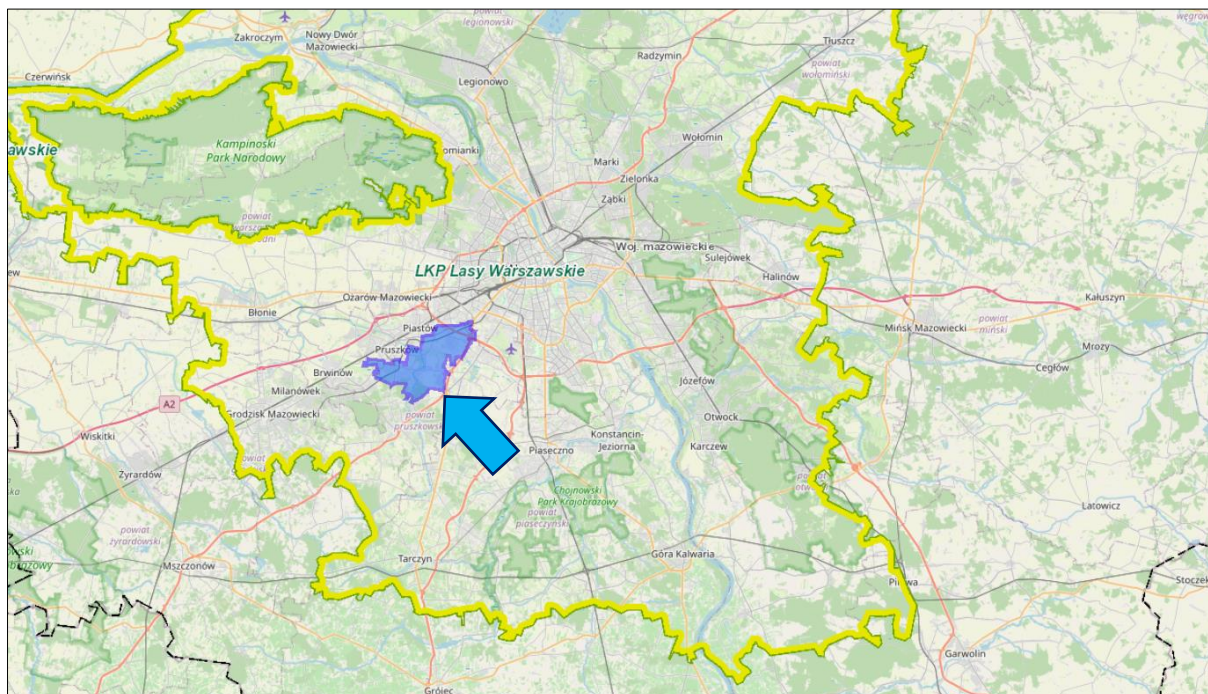 powiat
legionowski
Zakroczym
Nowy Dwór
Mazowiecki
Tłuszcz
Radzymin
powiat
wołomiński
Czerwińsk
Legionowo
Wołomin
Kampinoski
Park Narodowy
awskie
omianki
Marki
Zielonka
Ząbki
powiat
Woj. mazowieckie
Sulejówek
LKP Lasy Warszawskie
Halinów
Ożarów Mazowiecki
Błonie
Kałuszyn
Piastów
Mińsk Mazowiecki
powiat
miński
Mrozy
Pruszków
Brwinów
Cegłów
Milanówek
Józefów
A2
Grodzisk Mazowiecki
powiat
pruszkowski
Otwock
Wiskitki
Konstancin-
Jeziorna
Karczew
Piaseczno
Żyrardów
powiat
Chojnowski
Park Krajobrazowy
Latowicz
powiat
piaseczyński
powiat
żyrardowski
Góra Kalwaria
Tarczyn
Mszczonów
Stoczek
Garwolin
Grójec